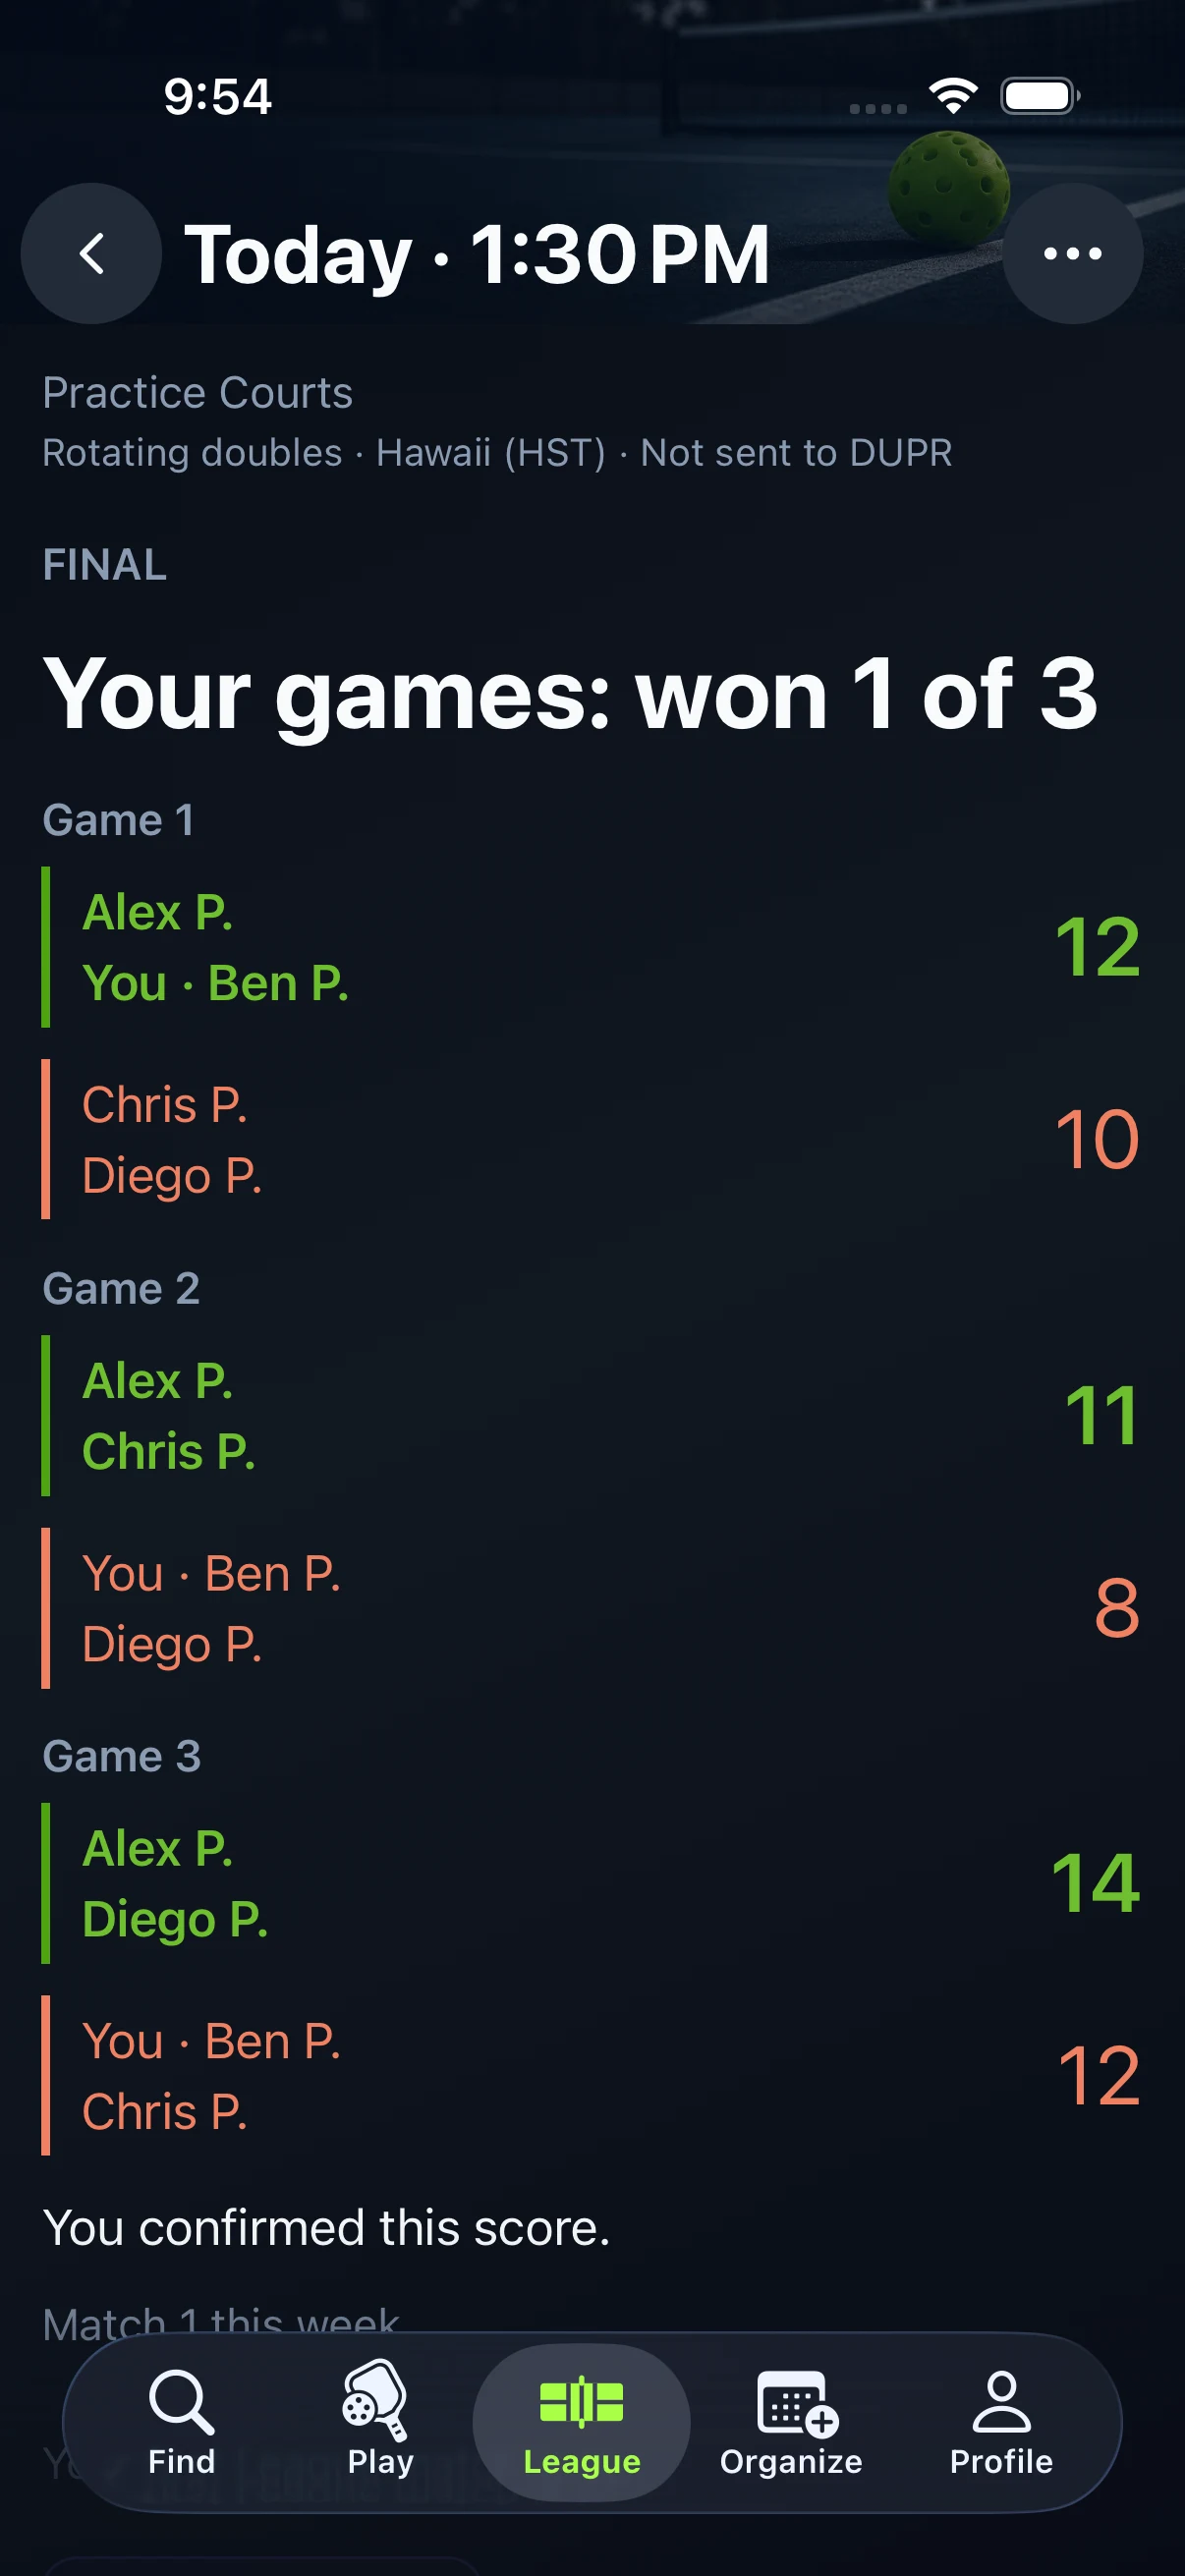 9:54
Today · 1:30 PM
Practice Courts
Rotating doubles · Hawaii (HST) · Not sent to DUPR
FINAL
Your games: won 1 of 3
Game 1
Alex P.
You · Ben P.
12
Chris P.
Diego P.
10
Game 2
Alex P.
Chris P.
11
You · Ben P.
Diego P.
8
Game 3
Alex P.
Diego P.
14
You · Ben P.
Chris P.
12
You confirmed this score.
Match 1 this week
Find
Play
League
Organize
Profile